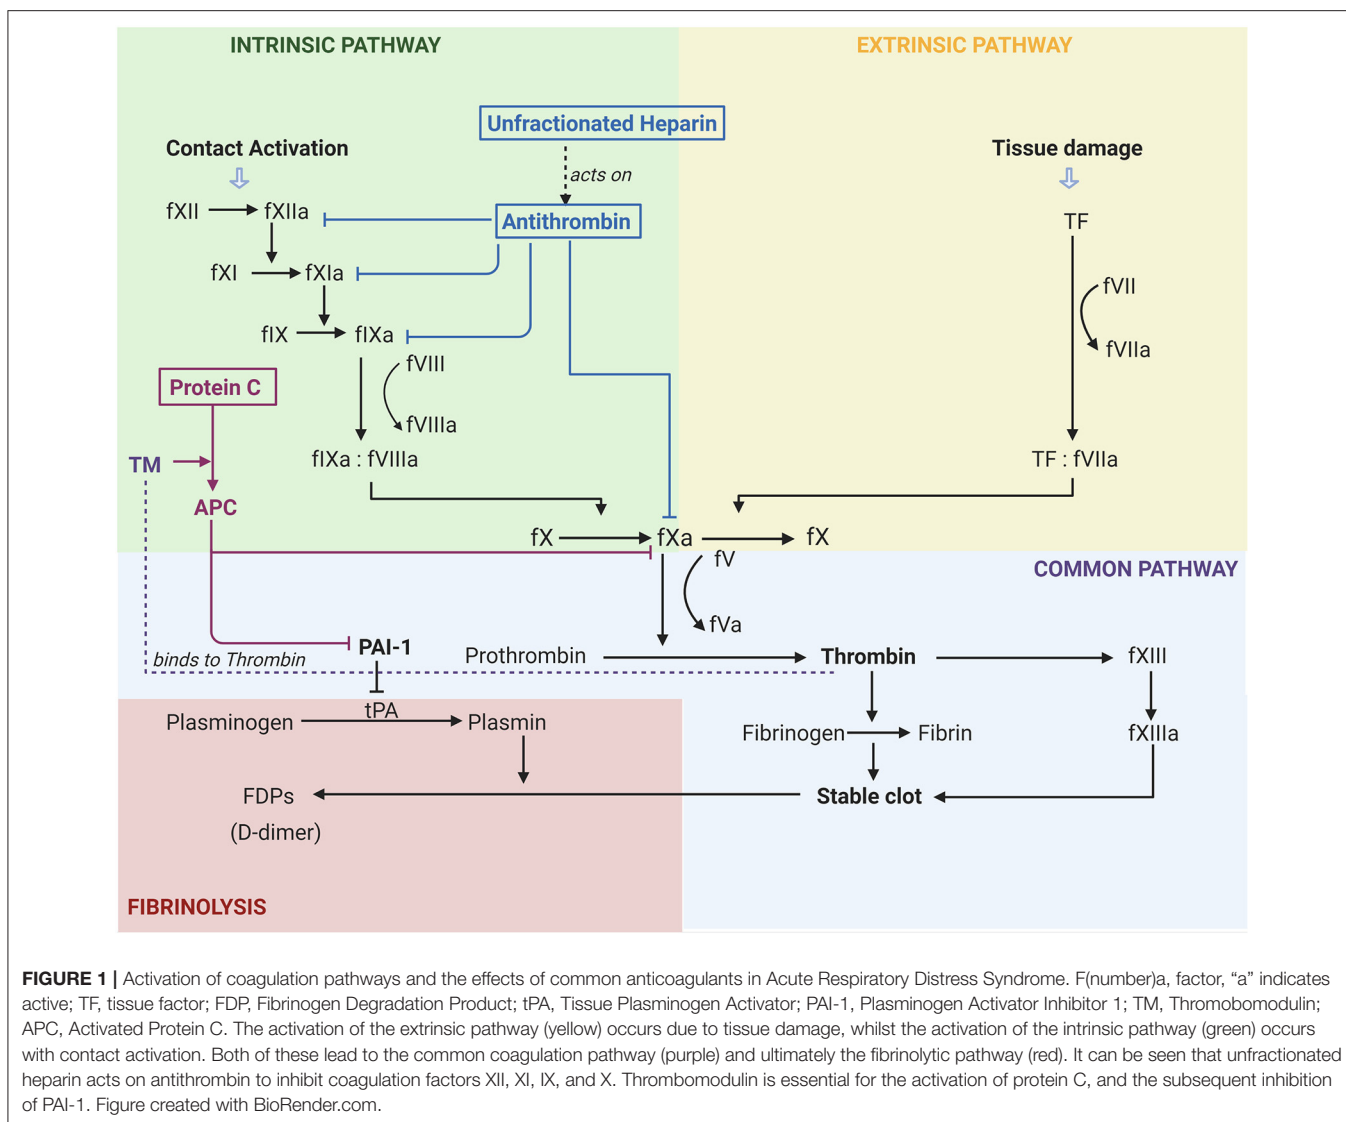 INTRINSIC PATHWAY
EXTRINSIC PATHWAY
Unfractionated Heparin
Contact Activation
Tissue damage
acts on
fXII
fXIIa
Antithrombin
TF
fXI
fXIa
fVII
fIX
fIXa
fVIIa
fVIII
Protein C
fVIIIa
TM
fIXa : fVIIIa
TF : fVIIa
APC
fX
fXa
fX
fV
COMMON PATHWAY
fVa
PAI-1
binds to Thrombin
Prothrombin
Thrombin
fXIII
tPA
Plasminogen
Plasmin
Fibrinogen
Fibrin
fXIIIa
FDPs
Stable clot
(D-dimer)
FIBRINOLYSIS
FIGURE 1 | Activation of coagulation pathways and the effects of common anticoagulants in Acute Respiratory Distress Syndrome. F(number)a, factor, “a” indicates
active; TF, tissue factor; FDP, Fibrinogen Degradation Product; tPA, Tissue Plasminogen Activator; PAI-1, Plasminogen Activator Inhibitor 1; TM, Thromobomodulin;
APC, Activated Protein C. The activation of the extrinsic pathway (yellow) occurs due to tissue damage, whilst the activation of the intrinsic pathway (green) occurs
with contact activation. Both of these lead to the common coagulation pathway (purple) and ultimately the fibrinolytic pathway (red). It can be seen that unfractionated
heparin acts on antithrombin to inhibit coagulation factors XII, XI, IX, and X. Thrombomodulin is essential for the activation of protein C, and the subsequent inhibition
of PAI-1. Figure created with BioRender.com.